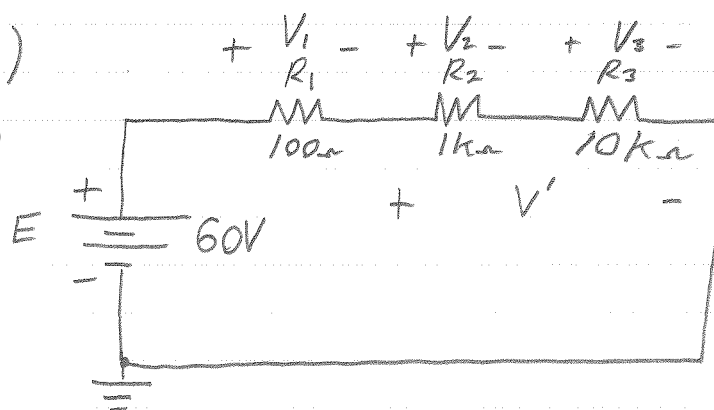 )
+ V₁ - + V₂ - + V₃ -
R₁ R₂ R₃
100Ω 1KΩ 10KΩ
+ V' -
+
E 60V
-